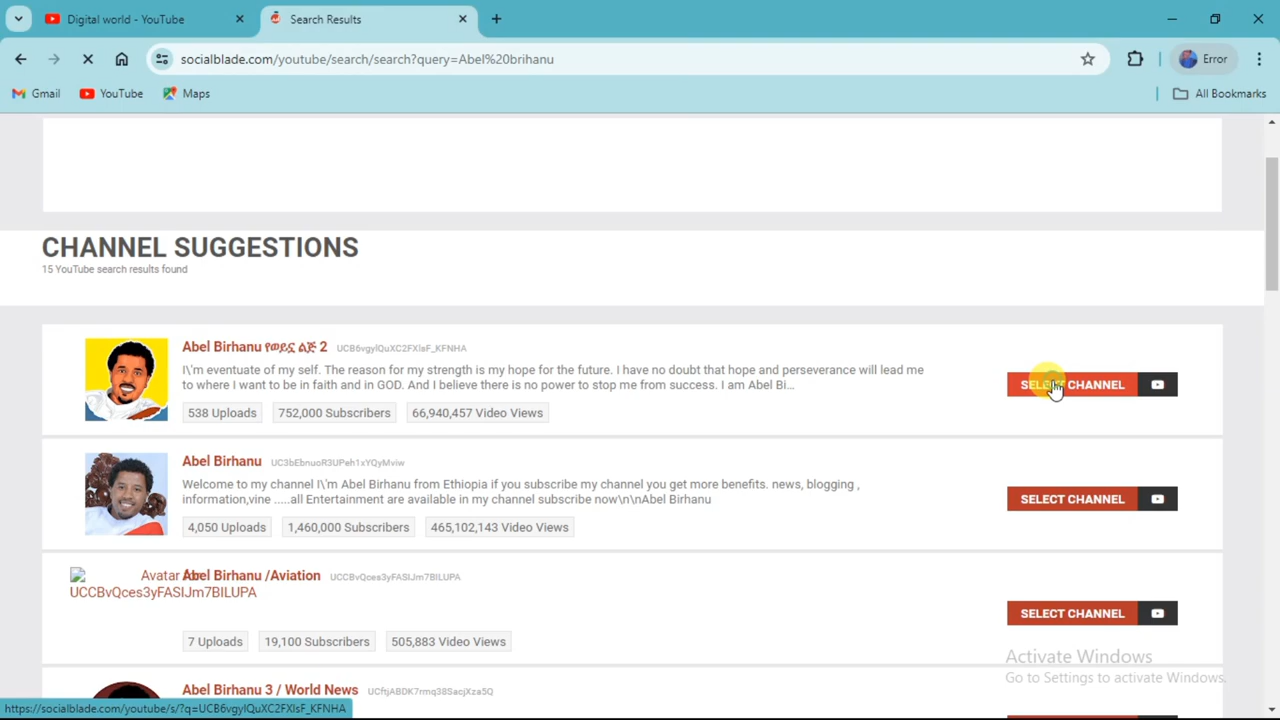 Digital world - YouTube
Search Results
socialblade.com/youtube/search/search?query=Abel%20brihanu
Error
Gmail
YouTube
Maps
All Bookmarks
CHANNEL SUGGESTIONS
15 YouTube search results found
Abel Birhanu የወይኗ ልጅ 2 UCB6vgylQuXC2FXlsF_KFNHA
I\'m eventuate of my self. The reason for my strength is my hope for the future. I have no doubt that hope and perseverance will lead me
to where I want to be in faith and in GOD. And I believe there is no power to stop me from success. I am Abel Bi...
538 Uploads 752,000 Subscribers 66,940,457 Video Views
SELECT CHANNEL
Abel Birhanu UC3bEbnuoR3UPeh1xYQyMviw
Welcome to my channel I\'m Abel Birhanu from Ethiopia if you subscribe my channel you get more benefits. news, blogging ,
information,vine .....all Entertainment are available in my channel subscribe now\n\nAbel Birhanu
4,050 Uploads 1,460,000 Subscribers 465,102,143 Video Views
SELECT CHANNEL
Avatar for
UCCBvQces3yFASIJm7BILUPA
Abel Birhanu /Aviation UCCBvQces3yFASIJm7BILUPA
7 Uploads 19,100 Subscribers 505,883 Video Views
SELECT CHANNEL
Abel Birhanu 3 / World News UCftjABDK7rmq38SacjXza5Q
Activate Windows
Go to Settings to activate Windows.
https://socialblade.com/youtube/s/?q=UCB6vgylQuXC2FXlsF_KFNHA